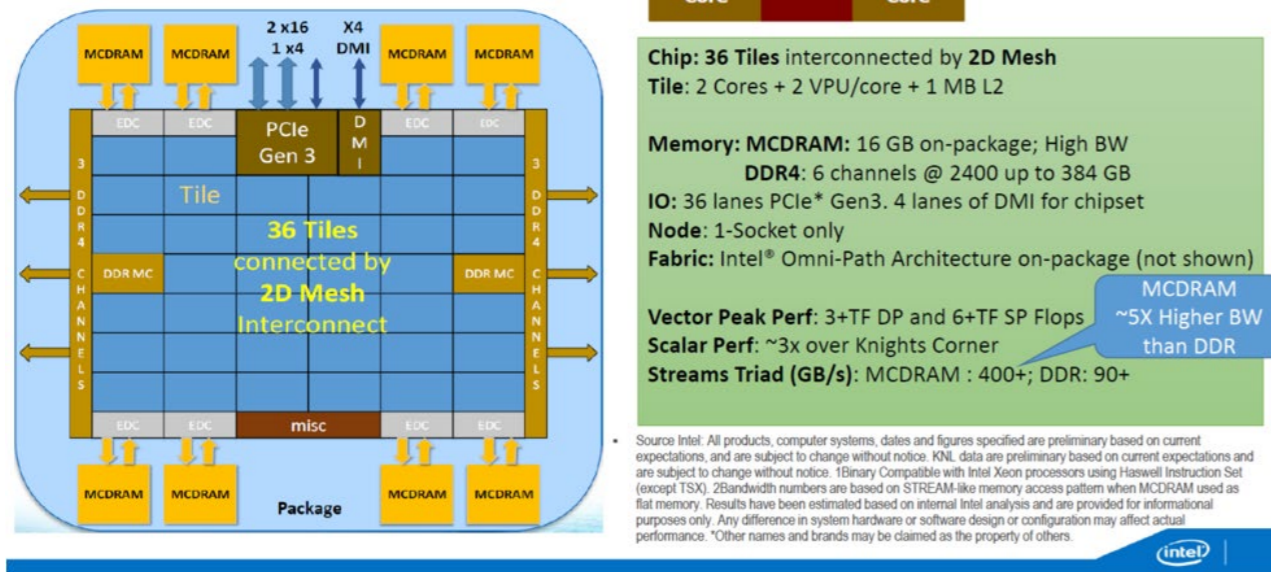 Core
Core
2 x16
1 x4
X4
DMI
MCDRAM
MCDRAM
MCDRAM
MCDRAM
EDC
EDC
PCIe
Gen 3
D
M
I
EDC
EDC
3 DDR4 CHANNELS
3 DDR4 CHANNELS
Tile
36 Tiles
connected by
2D Mesh
Interconnect
DDR MC
DDR MC
EDC
EDC
misc
EDC
EDC
MCDRAM
MCDRAM
MCDRAM
MCDRAM
Package
Chip: 36 Tiles interconnected by 2D Mesh
Tile: 2 Cores + 2 VPU/core + 1 MB L2
Memory: MCDRAM: 16 GB on-package; High BW
DDR4: 6 channels @ 2400 up to 384 GB
IO: 36 lanes PCIe* Gen3. 4 lanes of DMI for chipset
Node: 1-Socket only
Fabric: Intel® Omni-Path Architecture on-package (not shown)
Vector Peak Perf: 3+TF DP and 6+TF SP Flops
Scalar Perf: ~3x over Knights Corner
Streams Triad (GB/s): MCDRAM : 400+; DDR: 90+
MCDRAM
~5X Higher BW
than DDR
Source Intel: All products, computer systems, dates and figures specified are preliminary based on current
expectations, and are subject to change without notice. KNL data are preliminary based on current expectations and
are subject to change without notice. 1Binary Compatible with Intel Xeon processors using Haswell Instruction Set
(except TSX). 2Bandwidth numbers are based on STREAM-like memory access pattern when MCDRAM used as
flat memory. Results have been estimated based on internal Intel analysis and are provided for informational
purposes only. Any difference in system hardware or software design or configuration may affect actual
performance. *Other names and brands may be claimed as the property of others.
intel